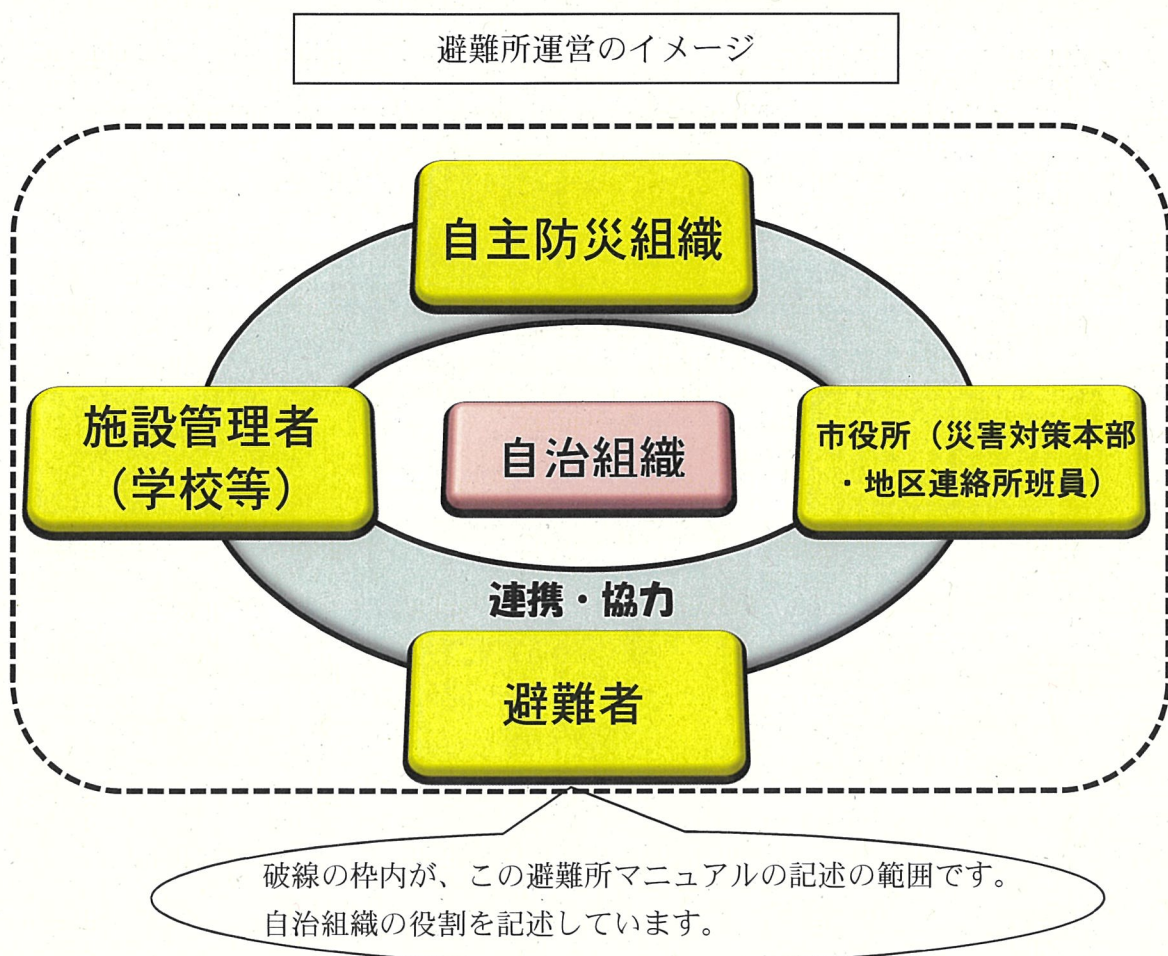 避難所運営のイメージ
自主防災組織
施設管理者
（学校等）
自治組織
市役所（災害対策本部
・地区連絡所班員）
連携・協力
避難者
破線の枠内が、この避難所マニュアルの記述の範囲です。
自治組織の役割を記述しています。